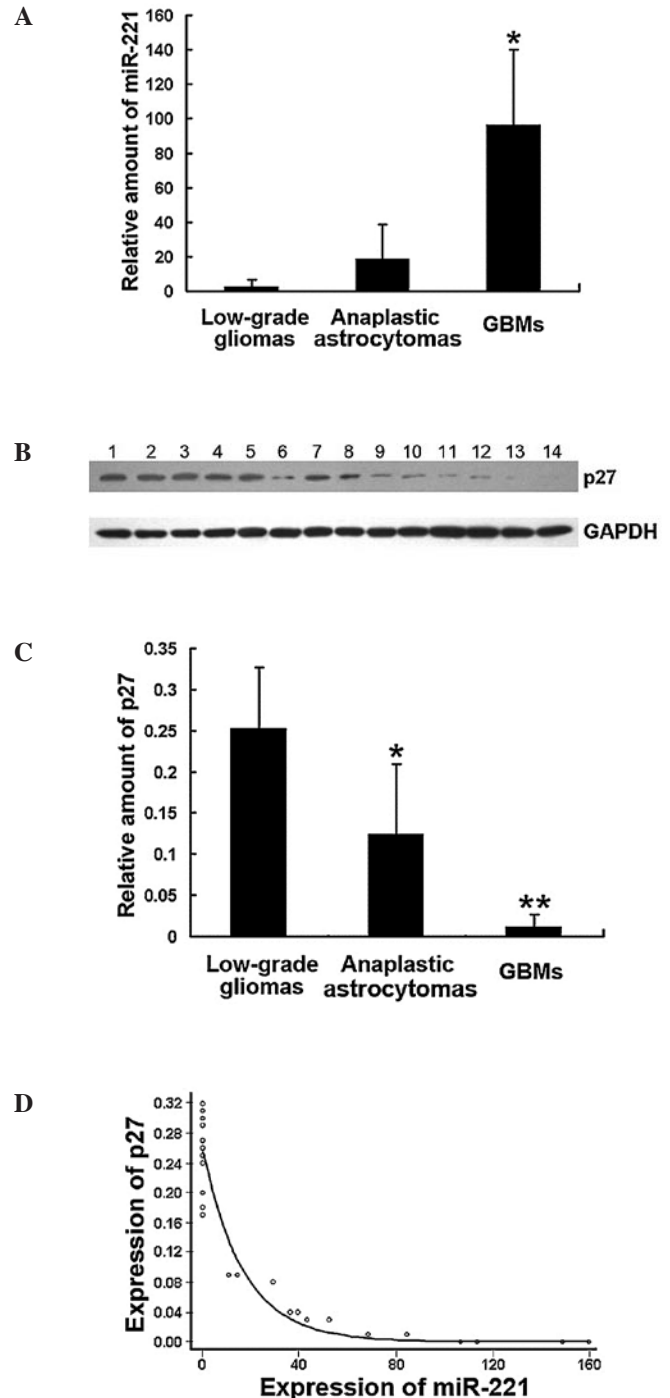 A
Relative amount of miR-221
160
140
120
100
80
60
40
20
0
*
Low-grade
gliomas
Anaplastic
astrocytomas
GBMs
B
1 2 3 4 5 6 7 8 9 10 11 12 13 14
p27
GAPDH
C
Relative amount of p27
0.35
0.3
0.25
0.2
0.15
0.1
0.05
0
*
**
Low-grade
gliomas
Anaplastic
astrocytomas
GBMs
D
Expression of p27
0.32
0.28
0.24
0.20
0.16
0.12
0.08
0.04
0.00
0 40 80 120 160
Expression of miR-221